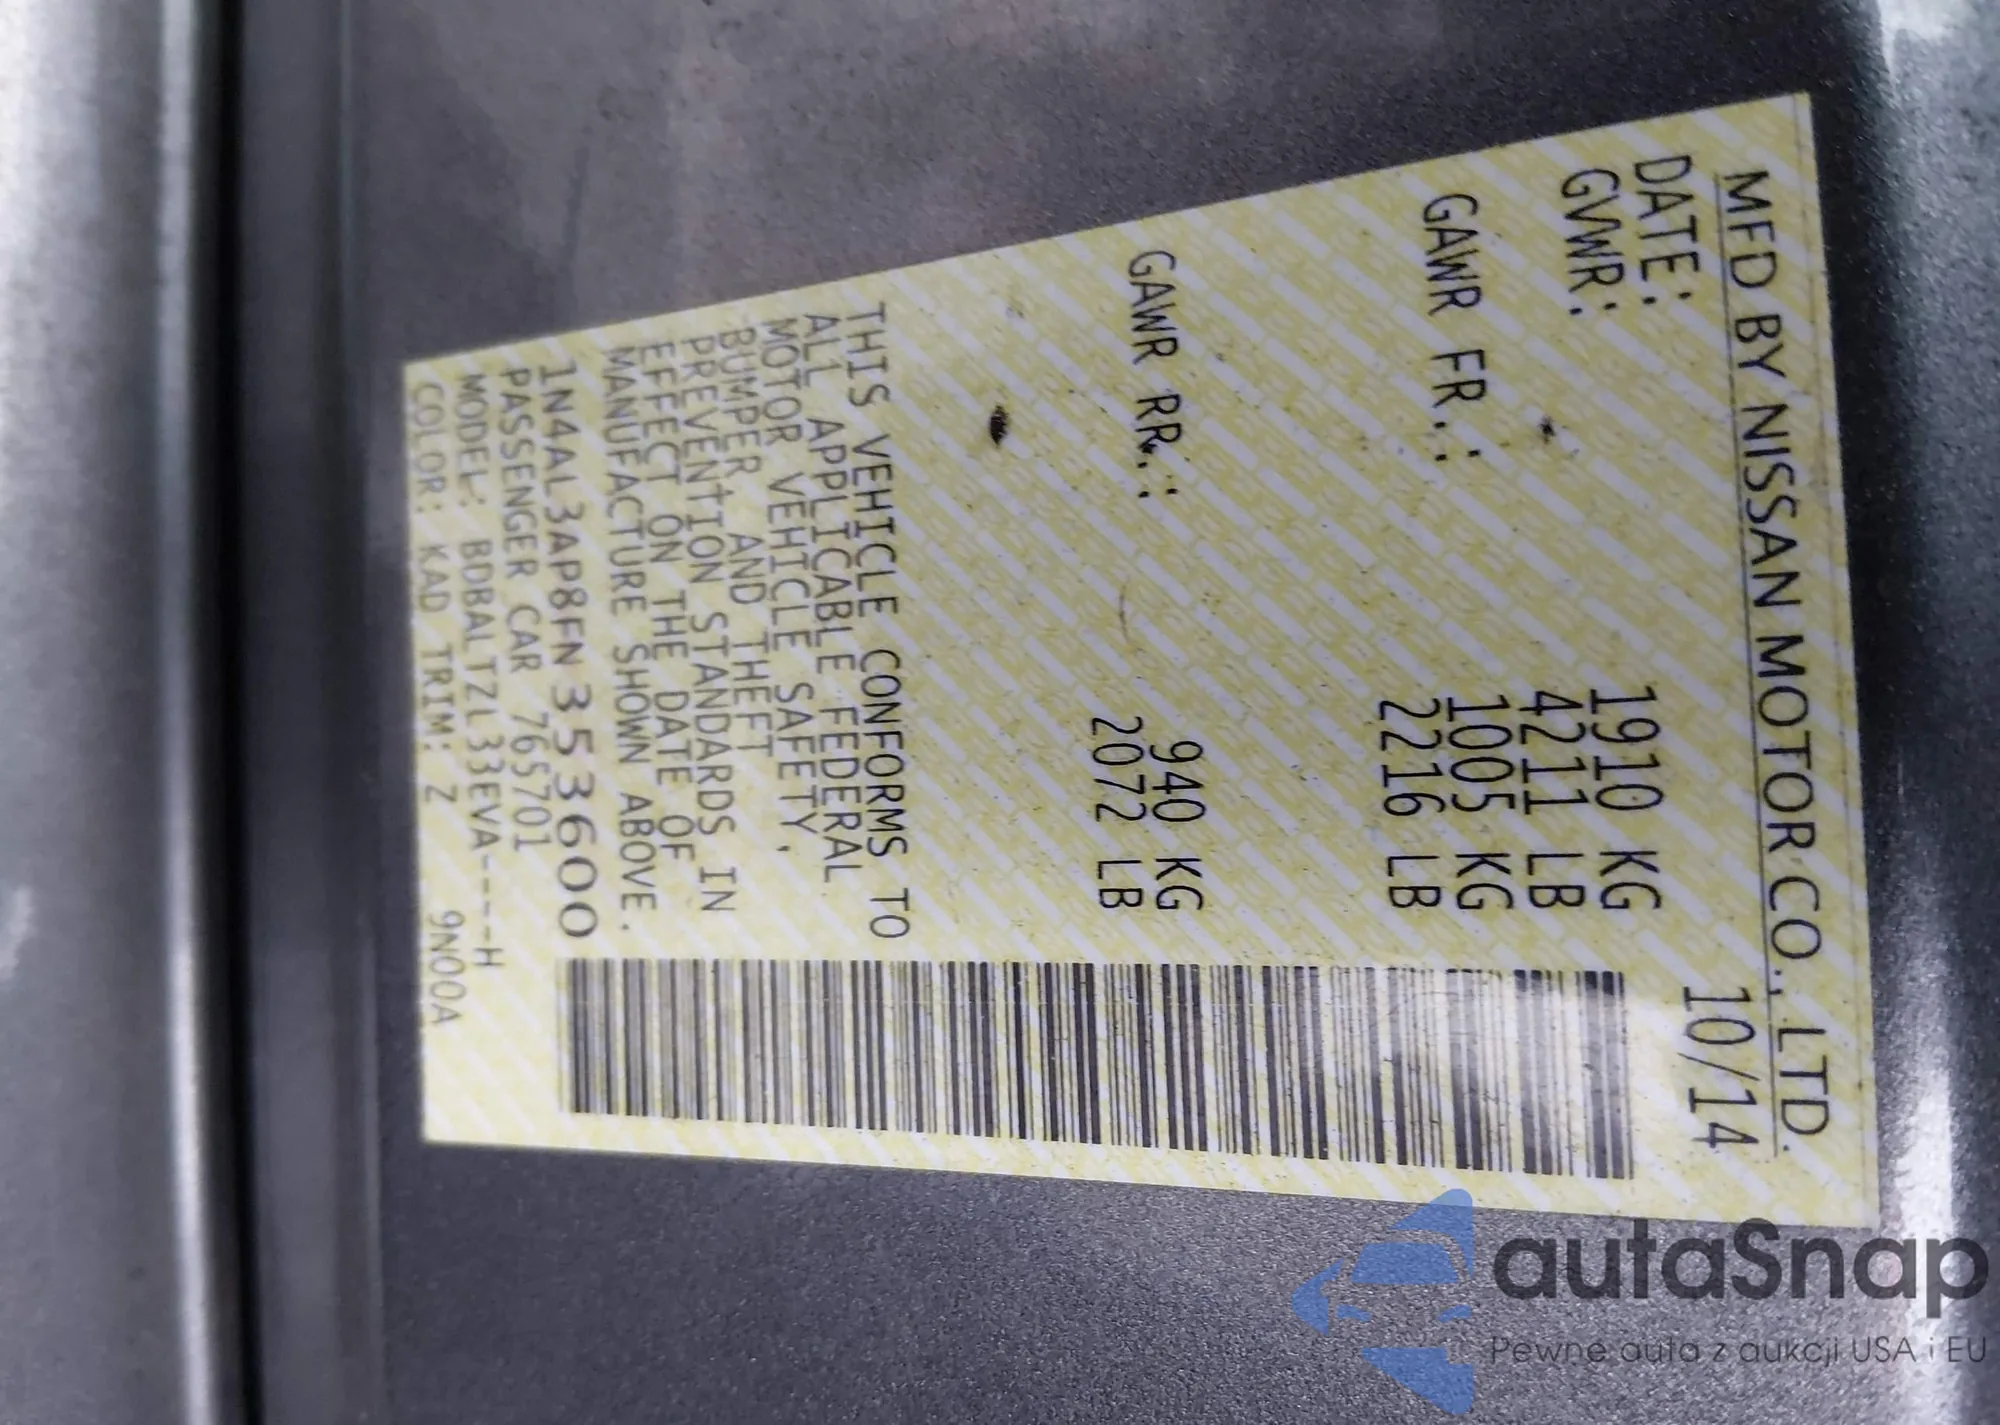 MFD BY NISSAN MOTOR CO., LTD.
DATE: 10/14
GVWR: 1910 KG
4211 LB
GAWR FR.: 1005 KG
2216 LB
GAWR RR.: 940 KG
2072 LB
THIS VEHICLE CONFORMS TO
ALL APPLICABLE FEDERAL
MOTOR VEHICLE SAFETY,
BUMPER AND THEFT
PREVENTION STANDARDS IN
EFFECT ON THE DATE OF
MANUFACTURE SHOWN ABOVE.
1N4AL3AP8FN353600
PASSENGER CAR 765701
MODEL: BDBALTZL33EVA----H
COLOR: KAD TRIM: Z 9N00A
autaSnap
Pewne auta z aukcji USA i EU